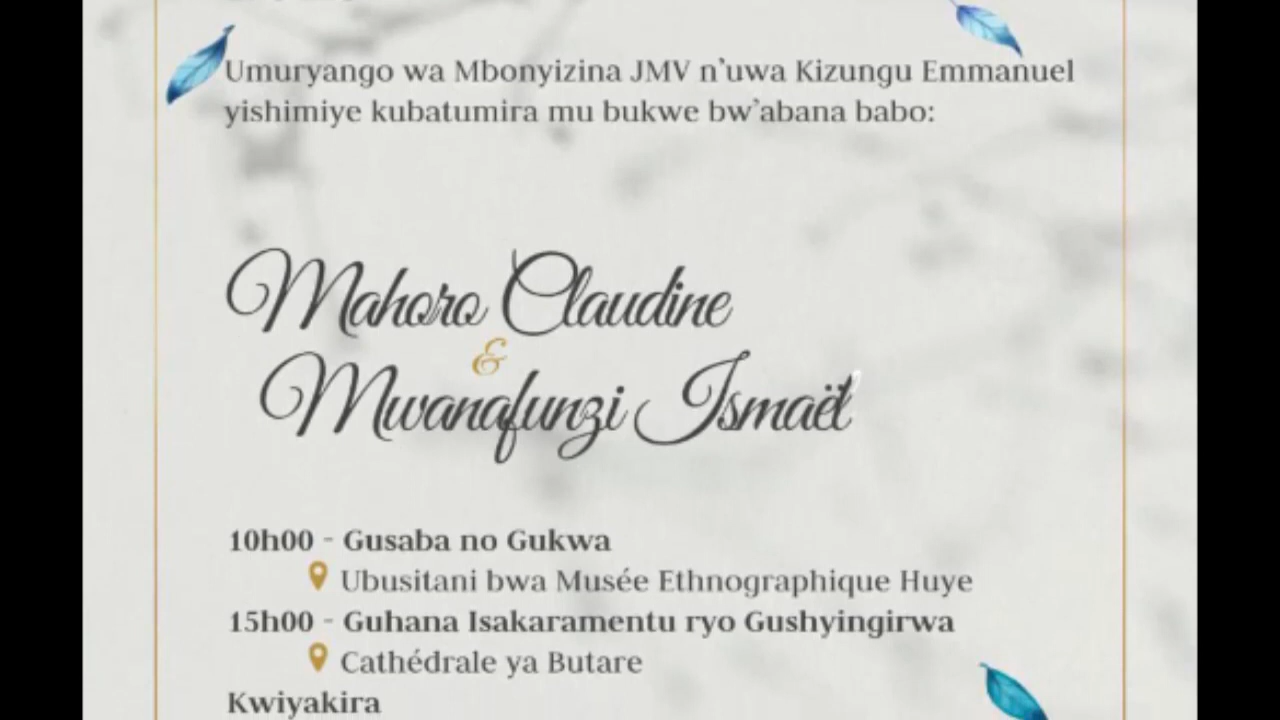 Umuryango wa Mbonyizina JMV n'uwa Kizungu Emmanuel
yishimiye kubatumira mu bukwe bw'abana babo:
Mahoro Claudine
&
Mwanafunzi Ismaël
10h00 - Gusaba no Gukwa
Ubusitani bwa Musée Ethnographique Huye
15h00 - Guhana Isakaramentu ryo Gushyingirwa
Cathédrale ya Butare
Kwiyakira